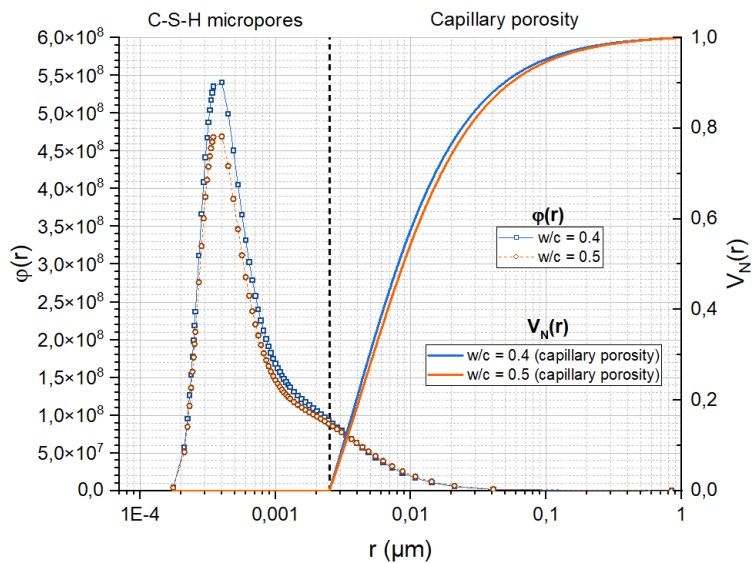 C-S-H micropores Capillary porosity
6,0×10⁸
5,5×10⁸
5,0×10⁸
4,5×10⁸
4,0×10⁸
3,5×10⁸
3,0×10⁸
2,5×10⁸
2,0×10⁸
1,5×10⁸
1,0×10⁸
5,0×10⁷
0,0
φ(r)
φ(r)
w/c = 0.4
w/c = 0.5
V_N(r)
w/c = 0.4 (capillary porosity)
w/c = 0.5 (capillary porosity)
1,0
0,8
0,6
0,4
0,2
0,0
V_N(r)
1E-4 0,001 0,01 0,1 1
r (µm)